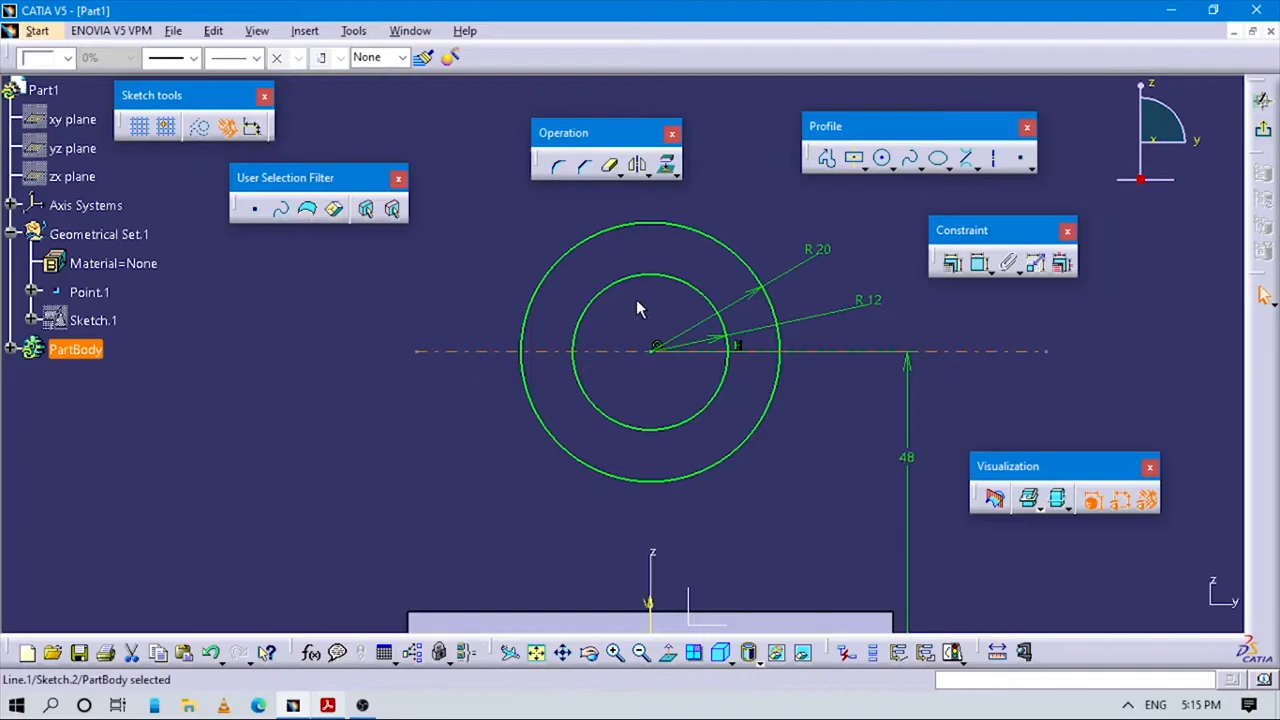 CATIA V5 - [Part1]
Start ENOVIA V5 VPM File Edit View Insert Tools Window Help
0% None
Part1
xy plane
yz plane
zx plane
Axis Systems
Geometrical Set.1
Material=None
Point.1
Sketch.1
PartBody
Sketch tools
User Selection Filter
Operation
Profile
Constraint
Visualization
R 20
R 12
H
48
z
x
y
z
z
y
CATIA
Line.1/Sketch.2/PartBody selected
ENG 5:15 PM